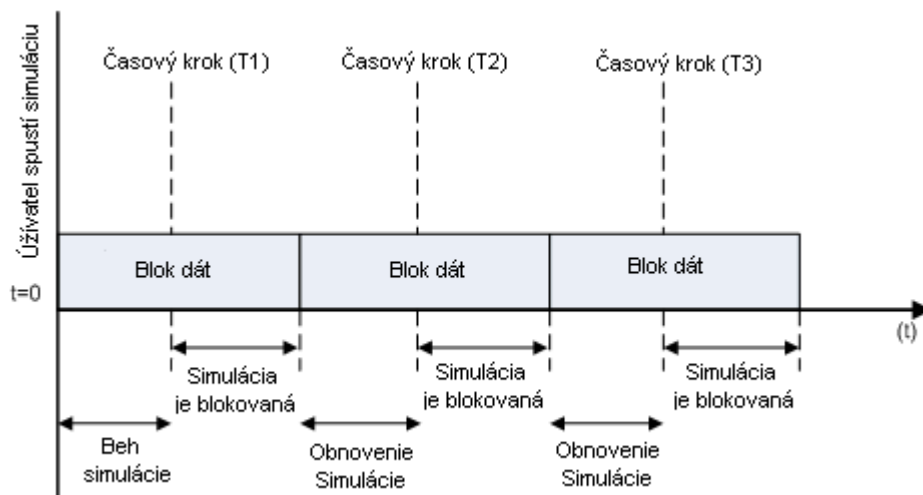 Úžívatel spustí simuláciu
Časový krok (T1)
Časový krok (T2)
Časový krok (T3)
Blok dát
Blok dát
Blok dát
t=0
(t)
Simulácia
je blokovaná
Simulácia
je blokovaná
Simulácia
je blokovaná
Beh
simulácie
Obnovenie
Simulácie
Obnovenie
Simulácie